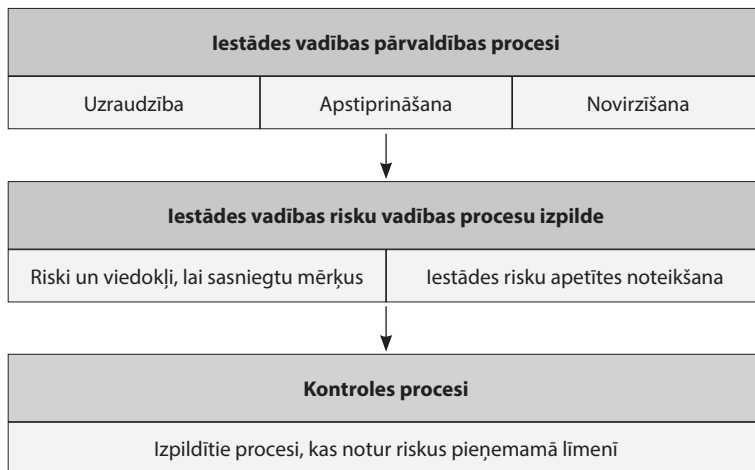 Iestādes vadības pārvaldības procesi
Uzraudzība
Apstiprināšana
Novirzīšana
Iestādes vadības risku vadības procesu izpilde
Riski un viedokļi, lai sasniegtu mērķus
Iestādes risku apetītes noteikšana
Kontroles procesi
Izpildītie procesi, kas notur riskus pieņemamā līmenī